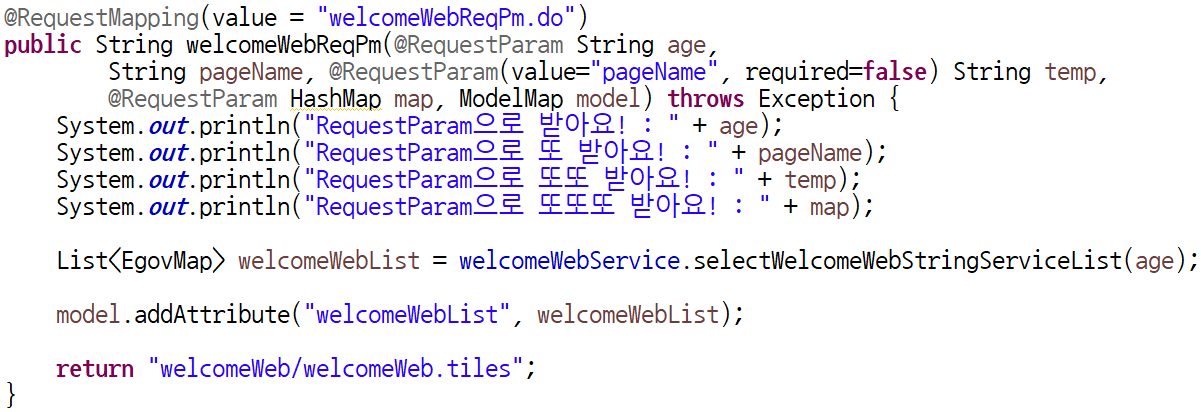 @RequestMapping(value = "welcomeWebReqPm.do")
public String welcomeWebReqPm(@RequestParam String age,
        String pageName, @RequestParam(value="pageName", required=false) String temp,
        @RequestParam HashMap map, ModelMap model) throws Exception {
    System.out.println("RequestParam으로 받아요! : " + age);
    System.out.println("RequestParam으로 또 받아요! : " + pageName);
    System.out.println("RequestParam으로 또또 받아요! : " + temp);
    System.out.println("RequestParam으로 또또또 받아요! : " + map);

    List<EgovMap> welcomeWebList = welcomeWebService.selectWelcomeWebStringServiceList(age);

    model.addAttribute("welcomeWebList", welcomeWebList);

    return "welcomeWeb/welcomeWeb.tiles";
}